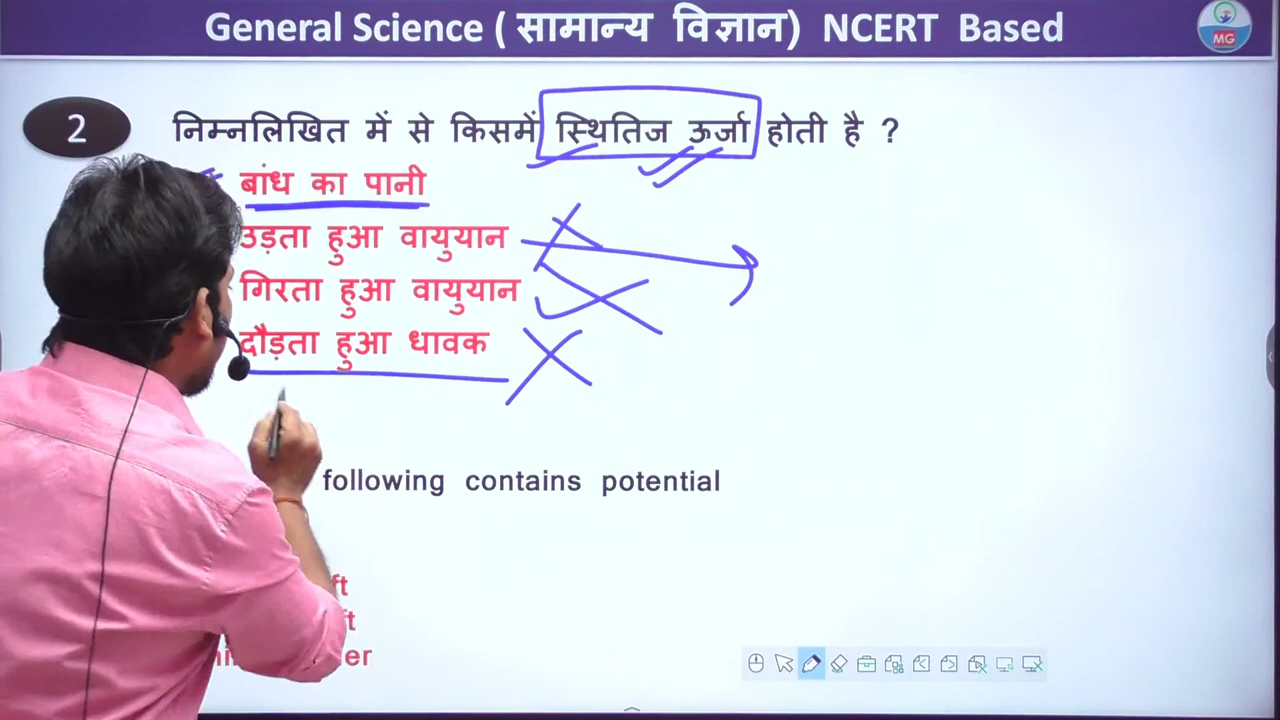 General Science ( सामान्य विज्ञान) NCERT Based
MG
2
निम्नलिखित में से किसमें स्थितिज ऊर्जा होती है ?
बांध का पानी
उड़ता हुआ वायुयान
गिरता हुआ वायुयान
दौड़ता हुआ धावक
following contains potential